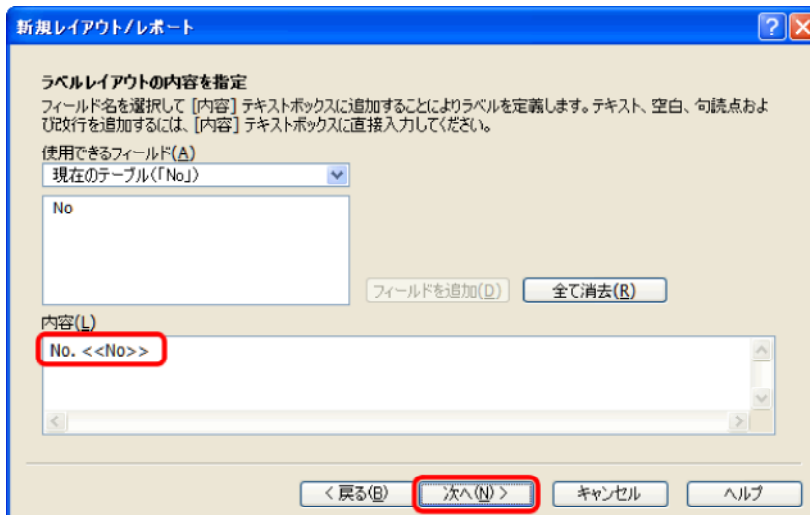 新規レイアウト/レポート
ラベルレイアウトの内容を指定
フィールド名を選択して [内容] テキストボックスに追加することによりラベルを定義します。テキスト、空白、句読点およ
び改行を追加するには、[内容] テキストボックスに直接入力してください。
使用できるフィールド(A)
現在のテーブル(「No」)
No
フィールドを追加(D)
全て消去(R)
内容(L)
No. <<No>>
< 戻る(B)
次へ(N) >
キャンセル
ヘルプ